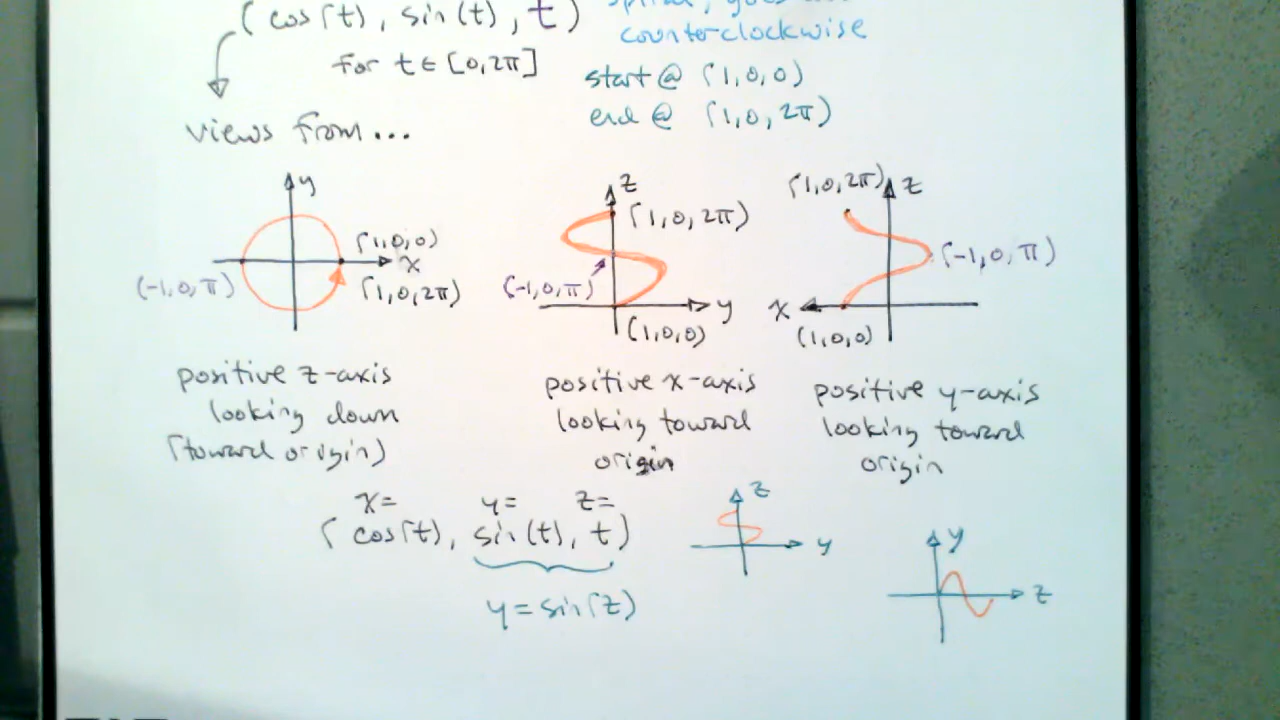 (cos(t), sin(t), t)
for t ∈ [0, 2π]
counterclockwise
start @ (1, 0, 0)
end @ (1, 0, 2π)
views from...
y
(1, 0, 0)
x
(-1, 0, π)
(1, 0, 2π)
positive z-axis
looking down
(toward origin)
z
(1, 0, 2π)
(-1, 0, π)
y
(1, 0, 0)
positive x-axis
looking toward
origin
(1, 0, 2π)
z
(-1, 0, π)
x
(1, 0, 0)
positive y-axis
looking toward
origin
x= y= z=
(cos(t), sin(t), t)
y = sin(z)
z
y
y
z